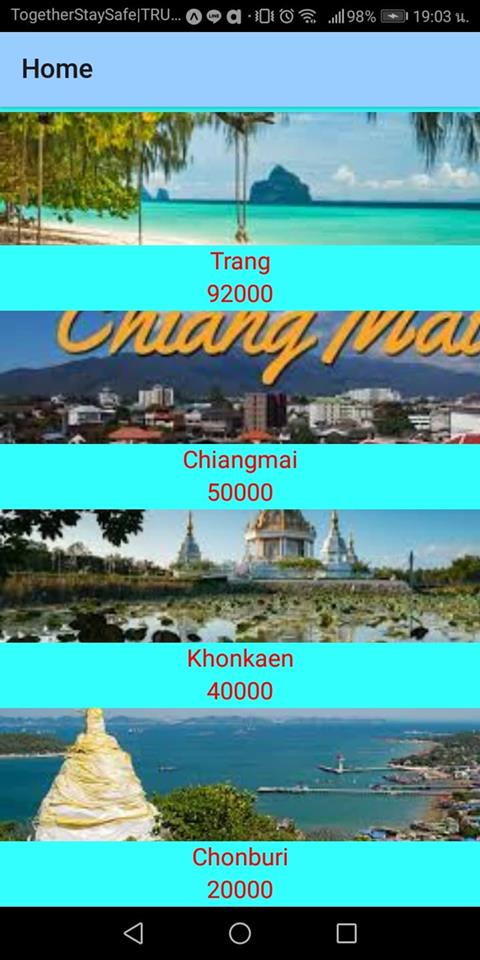 TogetherStaySafe|TRU... 98% 19:03 น.
Home
Trang
92000
Chiang Mai
Chiangmai
50000
Khonkaen
40000
Chonburi
20000